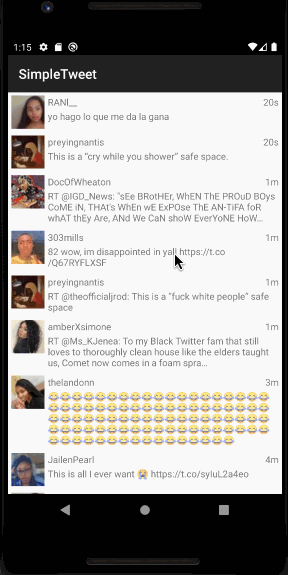 1:15
SimpleTweet
RANI__ 20s
yo hago lo que me da la gana
preyingnantis 20s
This is a "cry while you shower" safe space.
DocOfWheaton 1m
RT @IGD_News: "sEe BRotHEr, WhEN THE PROuD BOys
CoME iN, THAt's WhEn wE ExPOse THE AN-TiFA foR
whAT thEy Are, ANd We CaN shoW EverYoNE HoW...
303mills 1m
82 wow, im disappointed in yall https://t.co
/Q67RYFLXSF
preyingnantis 1m
RT @theofficialjrod: This is a "fuck white people" safe
space
amberXsimone 1m
RT @Ms_KJenea: To my Black Twitter fam that still
loves to thoroughly clean house like the elders taught
us, Comet now comes in a foam spra...
thelandonn 3m
😂😂😂😂😂😂😂😂😂😂😂😂😂😂😂😂😂😂
😂😂😂😂😂😂😂😂😂😂😂😂😂😂😂😂😂😂
😂😂😂😂😂😂😂😂😂😂😂😂😂😂😂😂😂😂
😂😂😂😂😂😂😂😂😂😂😂😂😂😂😂
JailenPearl 4m
This is all I ever want 😭 https://t.co/syluL2a4eo